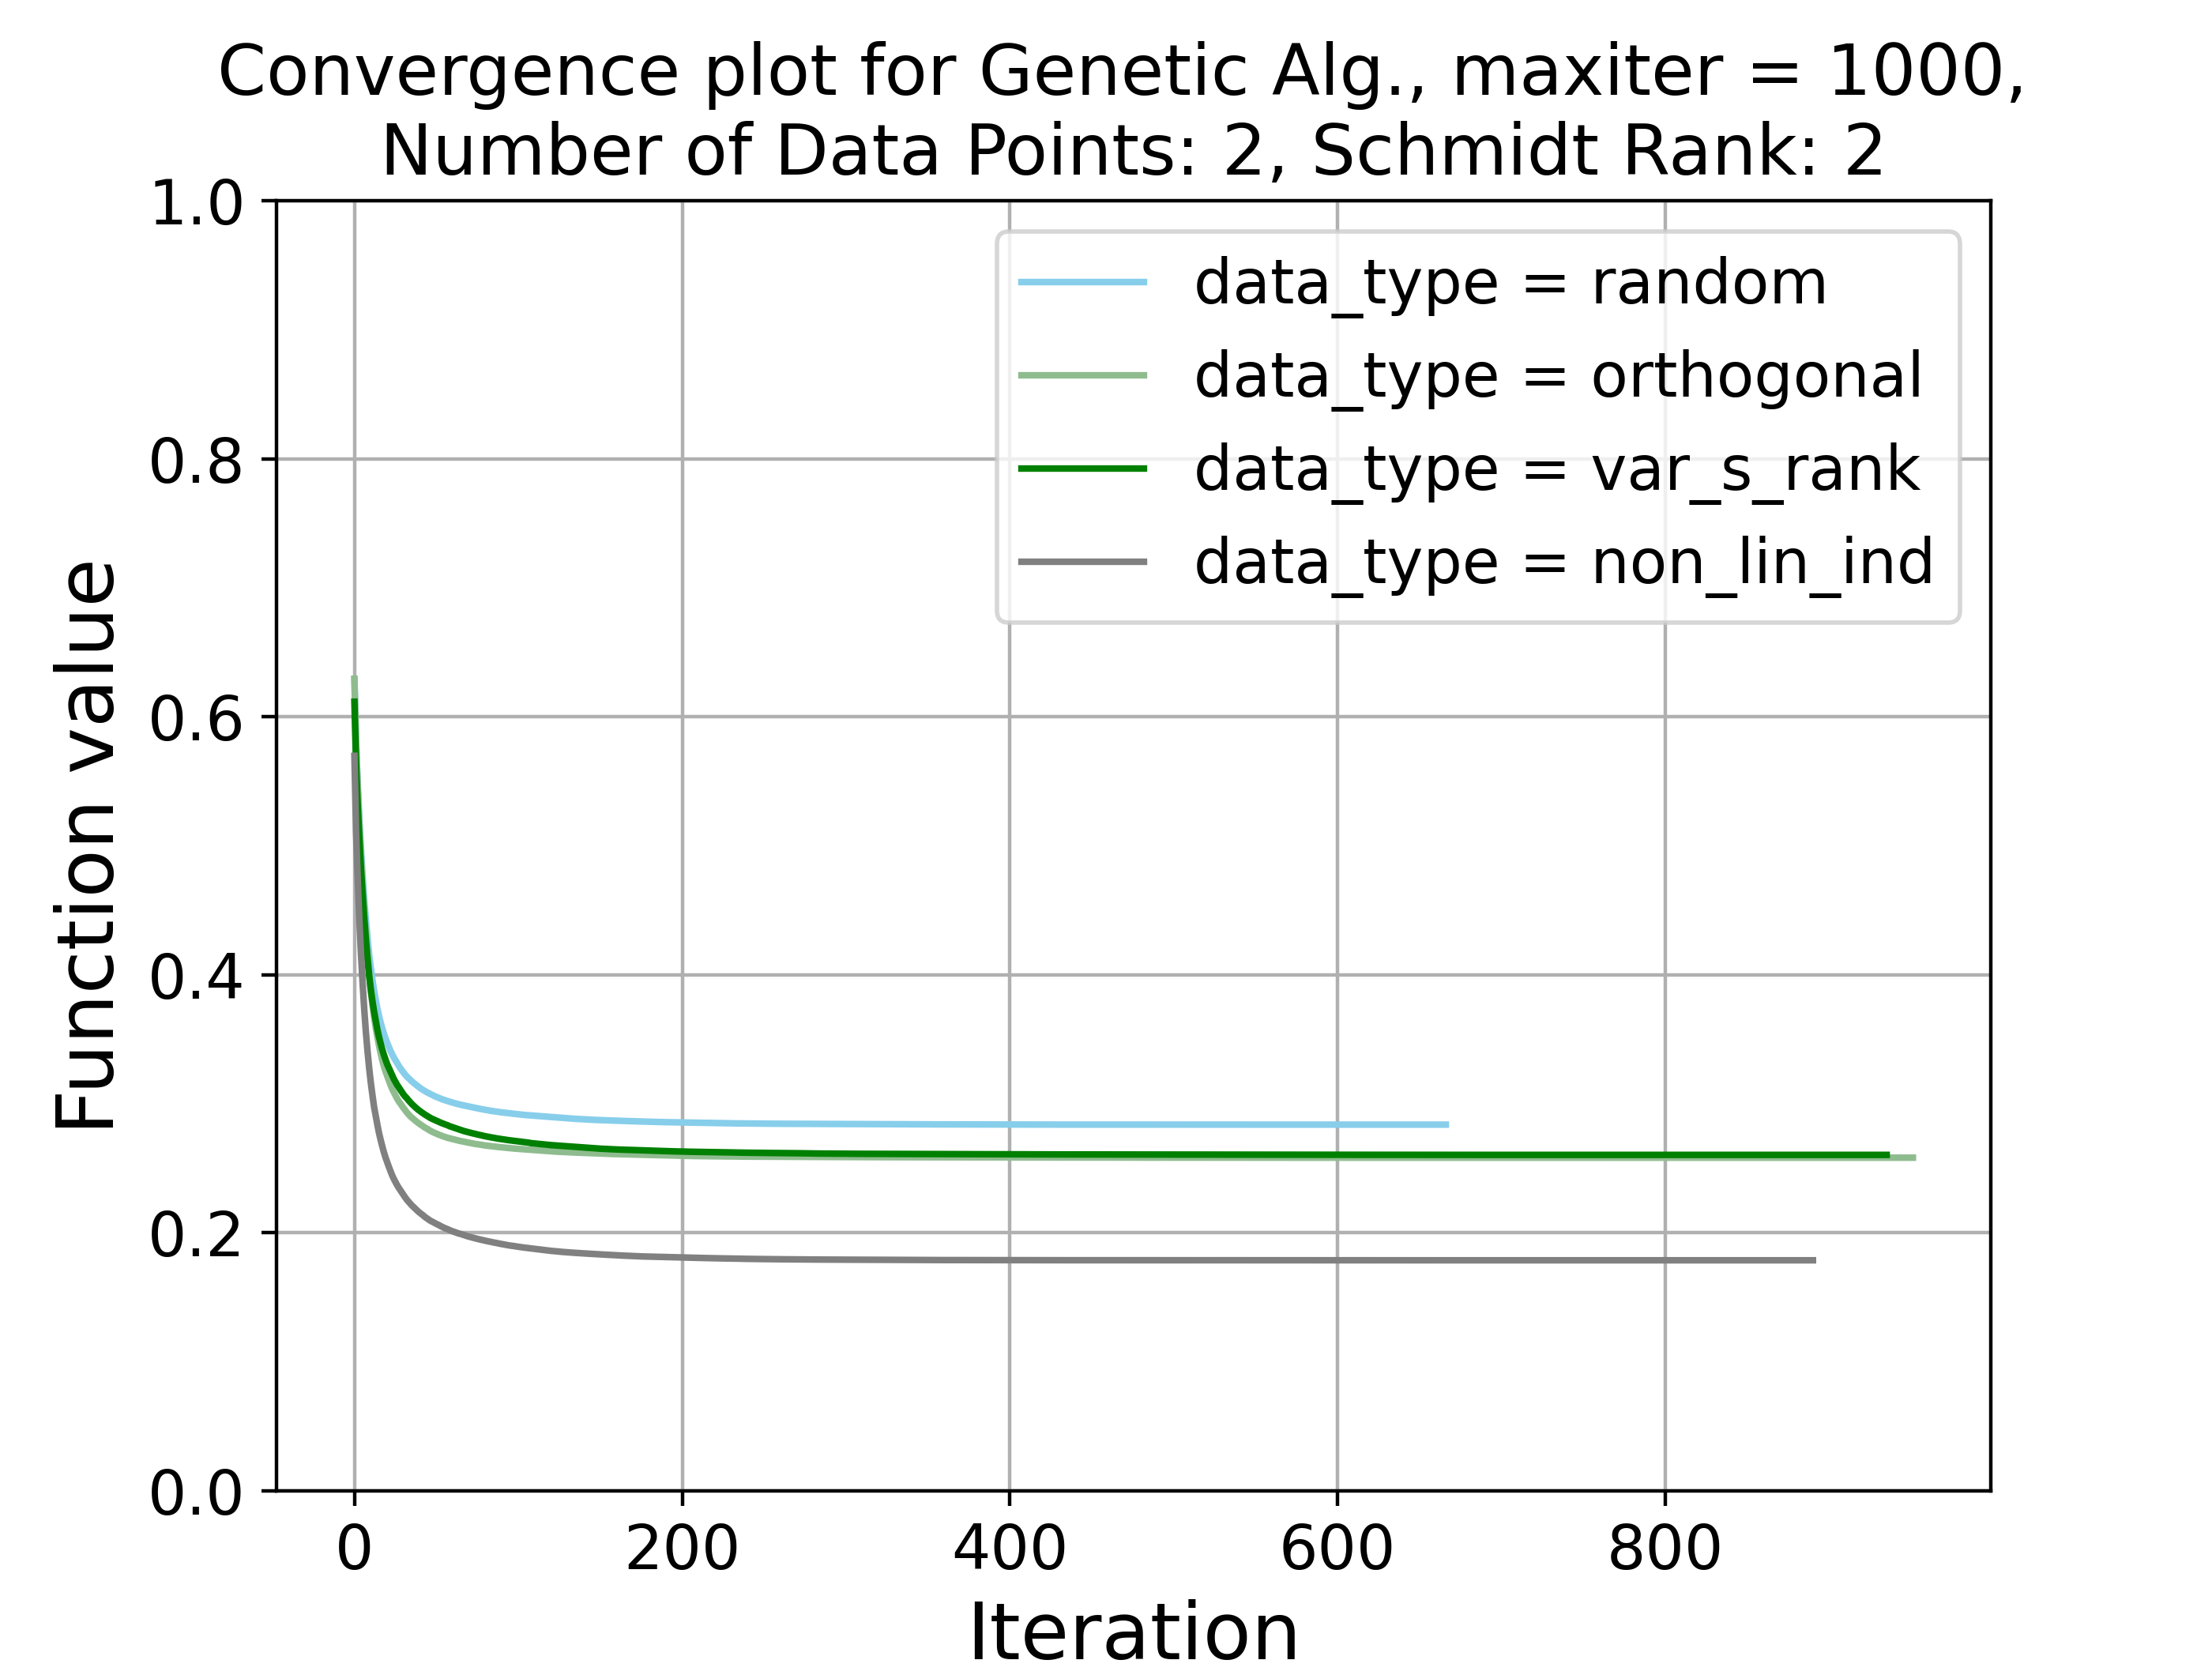 Convergence plot for Genetic Alg., maxiter = 1000,
Number of Data Points: 2, Schmidt Rank: 2
1.0
0.8
0.6
0.4
0.2
0.0
Function value
data_type = random
data_type = orthogonal
data_type = var_s_rank
data_type = non_lin_ind
0 200 400 600 800
Iteration